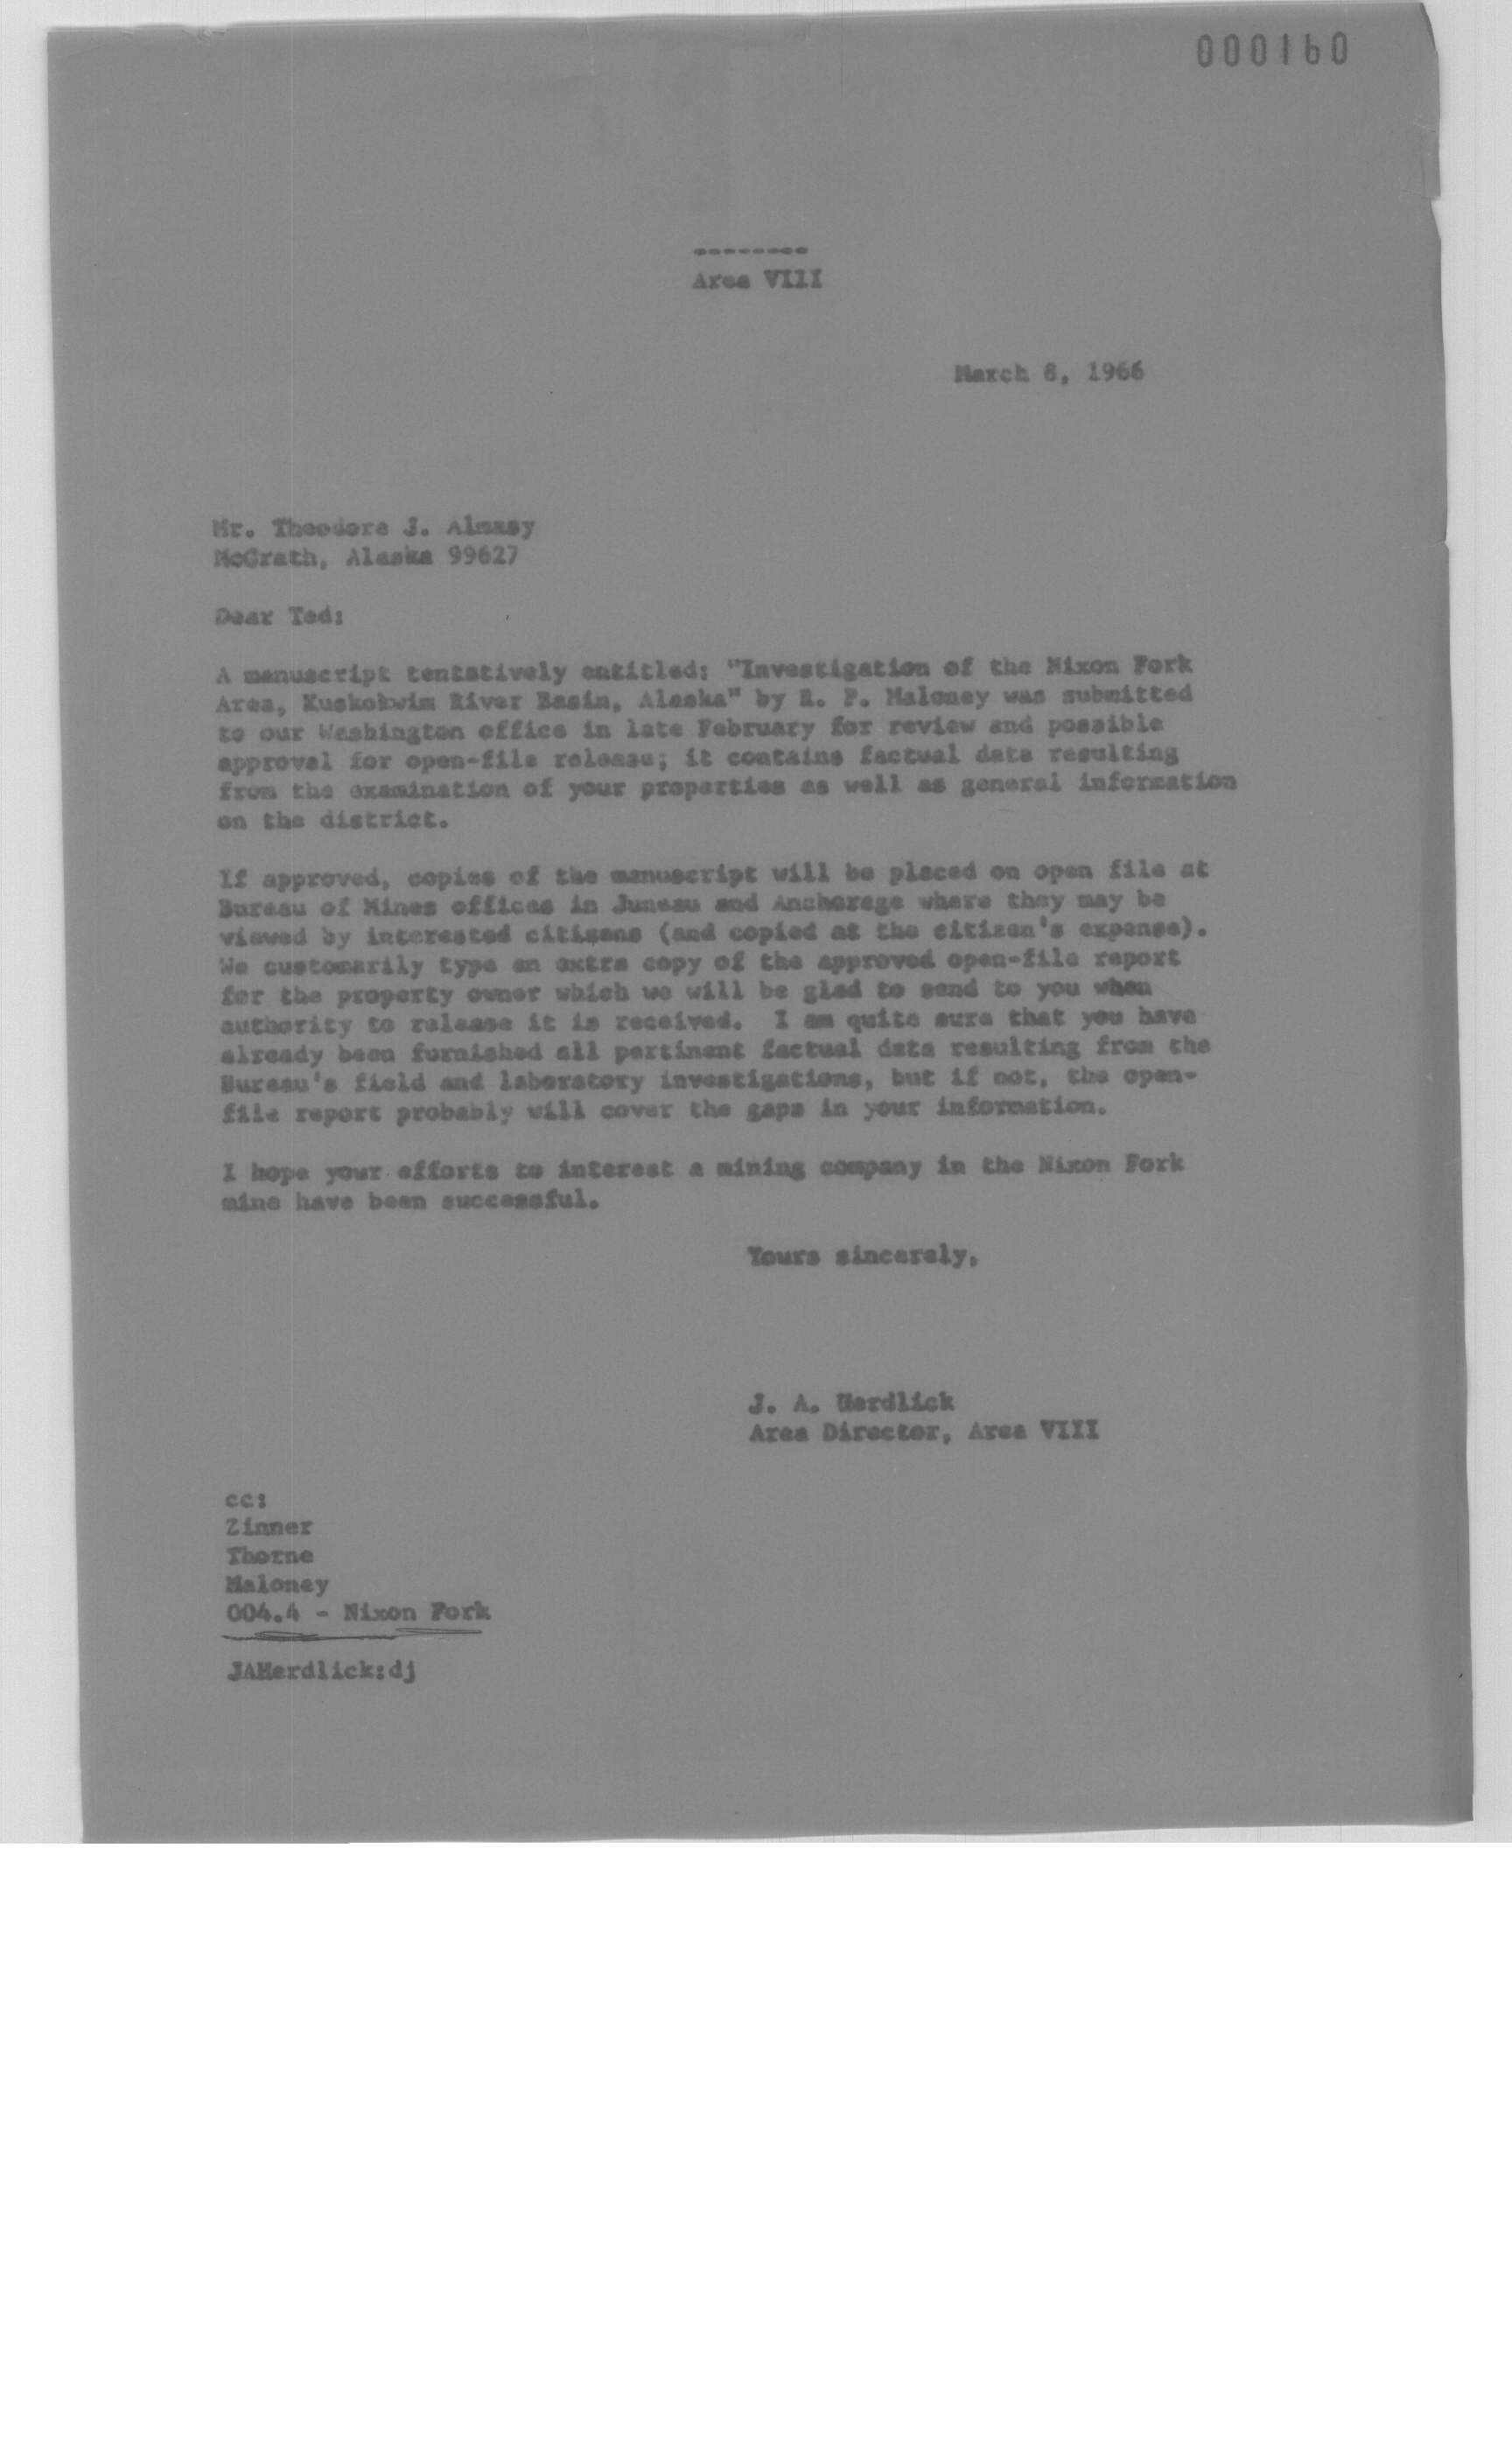 000160
--------
Area VIII
March 8, 1966
Mr. Theodore J. Almasy
McGrath, Alaska 99627
Dear Ted:
A manuscript tentatively entitled: "Investigation of the Nixon Fork
Area, Kuskokwim River Basin, Alaska" by R. P. Maloney was submitted
to our Washington office in late February for review and possible
approval for open-file release; it contains factual data resulting
from the examination of your properties as well as general information
on the district.
If approved, copies of the manuscript will be placed on open file at
Bureau of Mines offices in Juneau and Anchorage where they may be
viewed by interested citizens (and copied at the citizen's expense).
We customarily type an extra copy of the approved open-file report
for the property owner which we will be glad to send to you when
authority to release it is received. I am quite sure that you have
already been furnished all pertinent factual data resulting from the
Bureau's field and laboratory investigations, but if not, the open-
file report probably will cover the gaps in your information.
I hope your efforts to interest a mining company in the Nixon Fork
mine have been successful.
Yours sincerely,
J. A. Herdlick
Area Director, Area VIII
cc:
Zinner
Thorne
Maloney
004.4 - Nixon Fork
JAHerdlick:dj